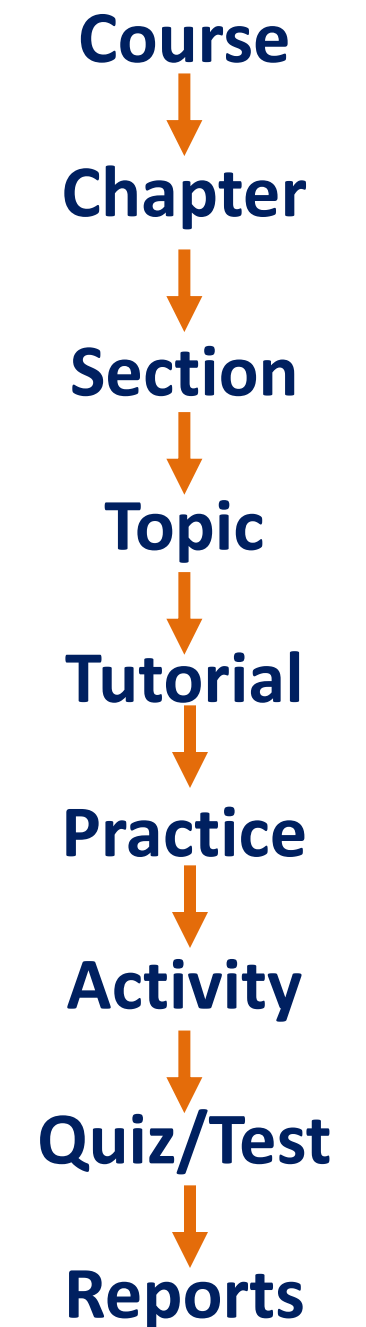 Course
Chapter
Section
Topic
Tutorial
Practice
Activity
Quiz/Test
Reports